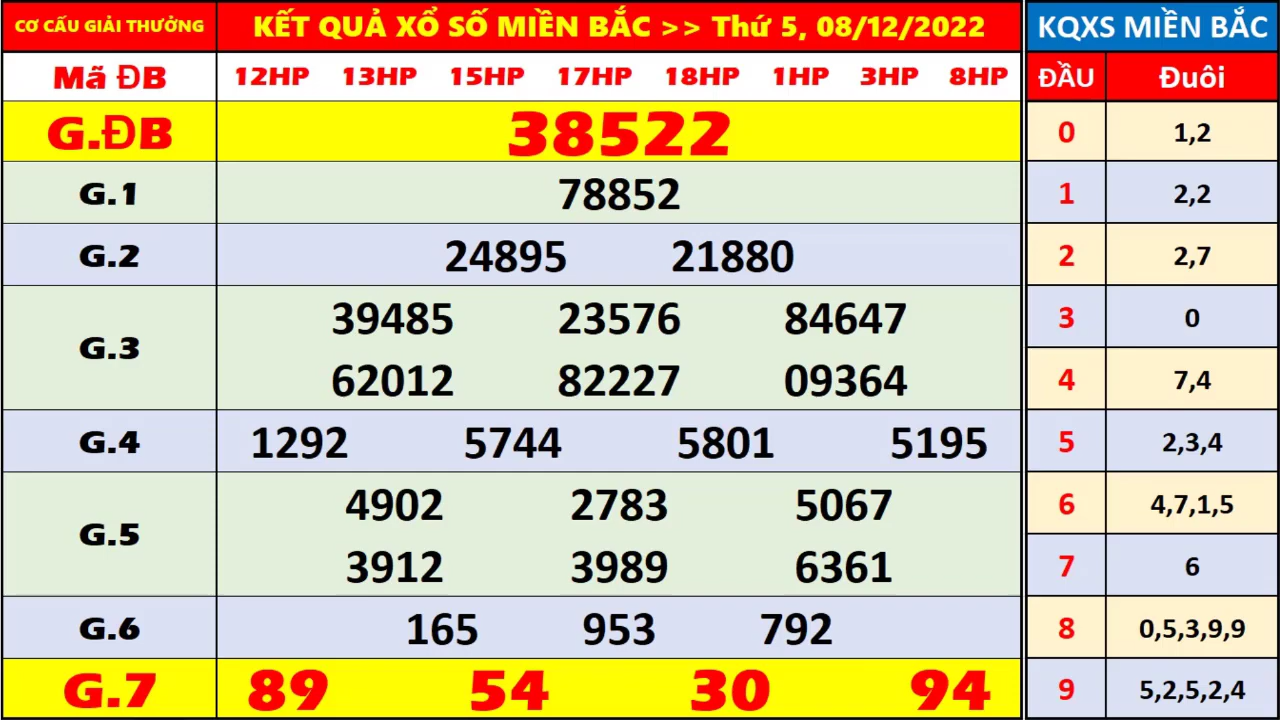 CƠ CẤU GIẢI THƯỞNG KẾT QUẢ XỔ SỐ MIỀN BẮC >> Thứ 5, 08/12/2022
Mã ĐB 12HP 13HP 15HP 17HP 18HP 1HP 3HP 8HP
G.ĐB 38522
G.1 78852
G.2 24895 21880
G.3
39485 23576 84647
62012 82227 09364
G.4 1292 5744 5801 5195
G.5
4902 2783 5067
3912 3989 6361
G.6 165 953 792
G.7 89 54 30 94
KQXS MIỀN BẮC
ĐẦU Đuôi
0 1,2
1 2,2
2 2,7
3 0
4 7,4
5 2,3,4
6 4,7,1,5
7 6
8 0,5,3,9,9
9 5,2,5,2,4